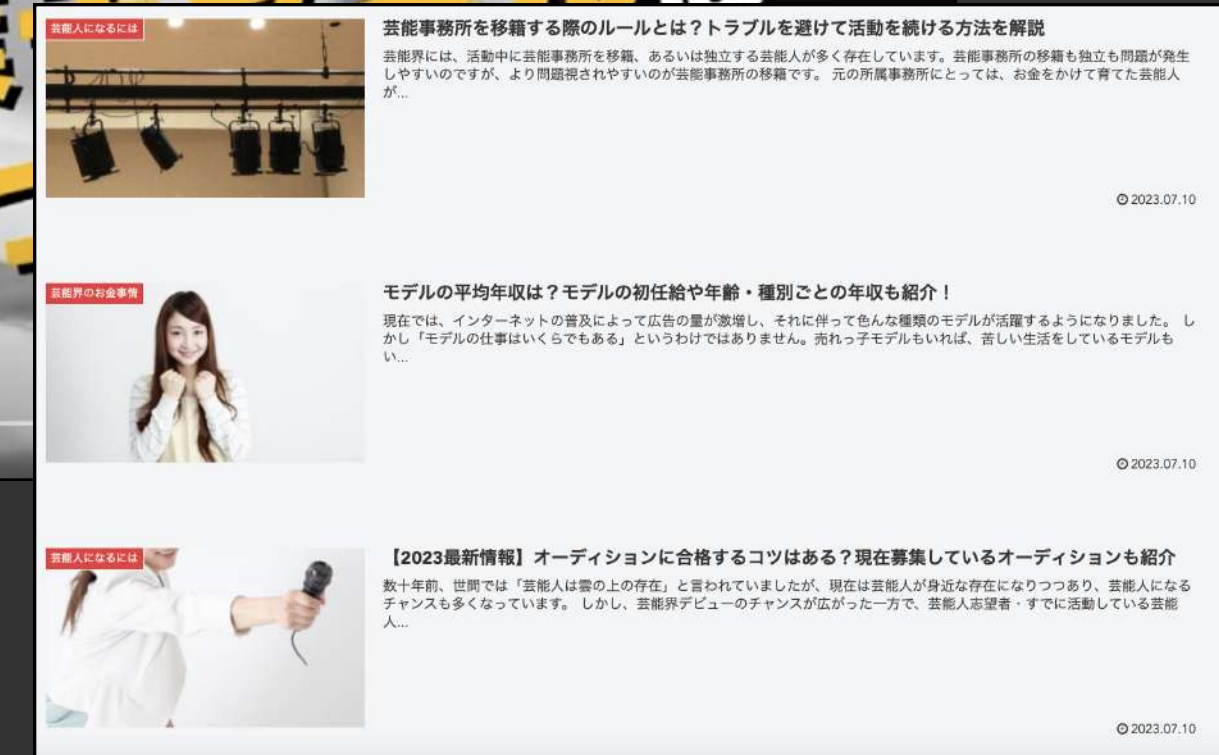 芸能人になるには
芸能事務所を移籍する際のルールとは？トラブルを避けて活動を続ける方法を解説
芸能界には、活動中に芸能事務所を移籍、あるいは独立する芸能人が多く存在しています。芸能事務所の移籍も独立も問題が発生
しやすいのですが、より問題視されやすいのが芸能事務所の移籍です。 元の所属事務所にとっては、お金をかけて育てた芸能人
が...
2023.07.10
芸能界のお金事情
モデルの平均年収は？モデルの初任給や年齢・種別ごとの年収も紹介！
現在では、インターネットの普及によって広告の量が激増し、それに伴って色んな種類のモデルが活躍するようになりました。 し
かし「モデルの仕事はいくらでもある」というわけではありません。売れっ子モデルもいれば、苦しい生活をしているモデルも
い...
2023.07.10
芸能人になるには
【2023最新情報】オーディションに合格するコツはある？現在募集しているオーディションも紹介
数十年前、世間では「芸能人は雲の上の存在」と言われていましたが、現在は芸能人が身近な存在になりつつあり、芸能人になる
チャンスも多くなっています。 しかし、芸能界デビューのチャンスが広がった一方で、芸能人志望者・すでに活動している芸能
人...
2023.07.10